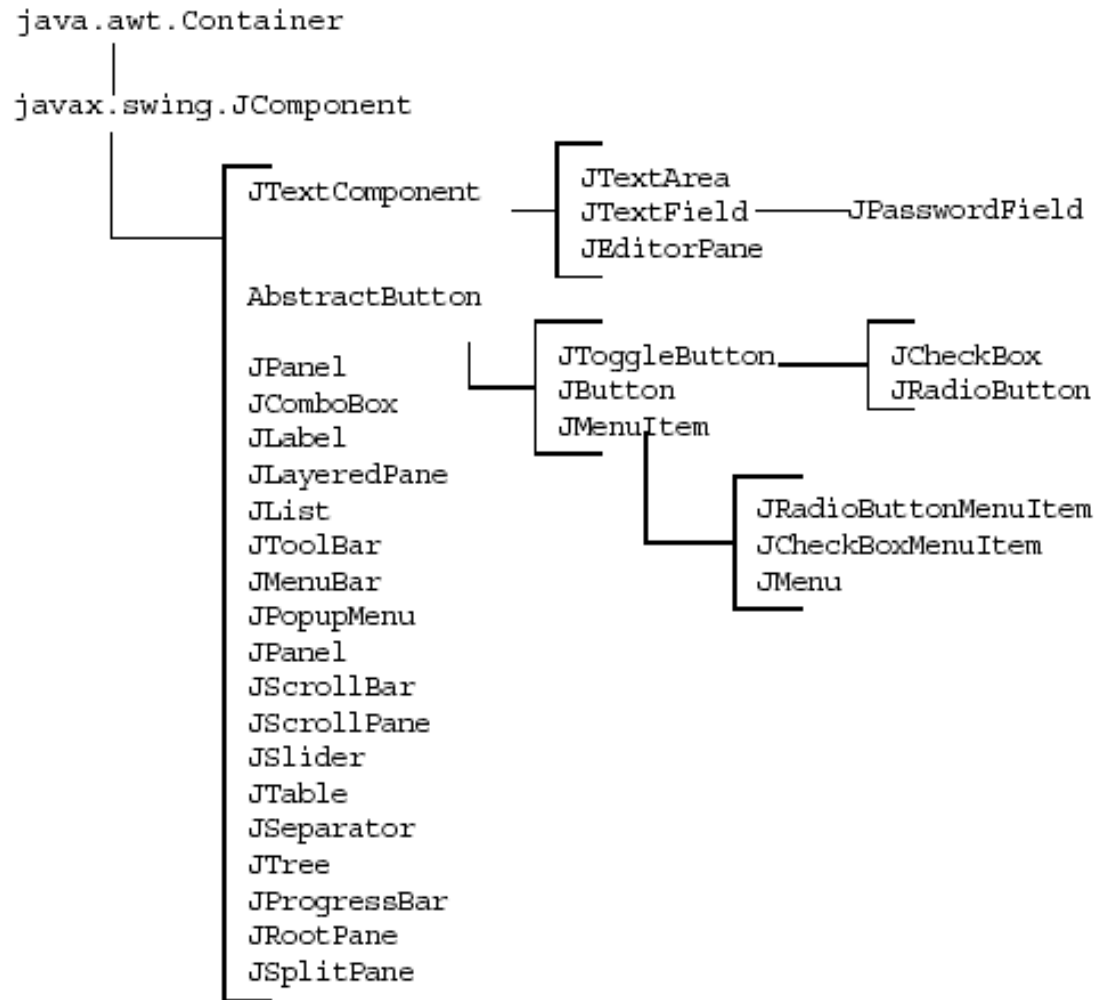 java.awt.Container
javax.swing.JComponent
JTextComponent
JTextArea
JTextField
JPasswordField
JEditorPane
AbstractButton
JToggleButton
JCheckBox
JButton
JRadioButton
JMenuItem
JRadioButtonMenuItem
JCheckBoxMenuItem
JMenu
JPanel
JComboBox
JLabel
JLayeredPane
JList
JToolBar
JMenuBar
JPopupMenu
JPanel
JScrollBar
JScrollPane
JSlider
JTable
JSeparator
JTree
JProgressBar
JRootPane
JSplitPane